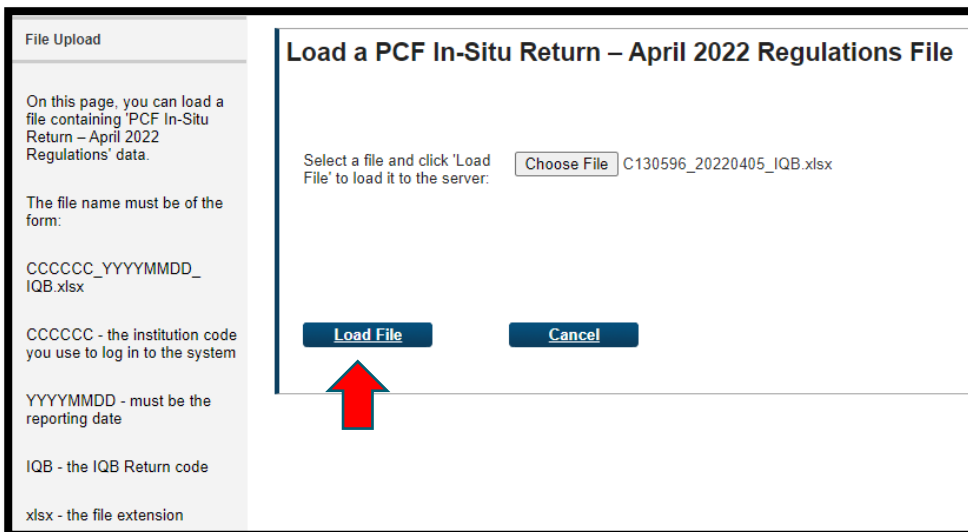 File Upload
On this page, you can load a
file containing 'PCF In-Situ
Return – April 2022
Regulations' data.
The file name must be of the
form:
CCCCCC_YYYYMMDD_
IQB.xlsx
CCCCCC - the institution code
you use to log in to the system
YYYYMMDD - must be the
reporting date
IQB - the IQB Return code
xlsx - the file extension
Load a PCF In-Situ Return – April 2022 Regulations File
Select a file and click 'Load
File' to load it to the server:
Choose File C130596_20220405_IQB.xlsx
Load File Cancel